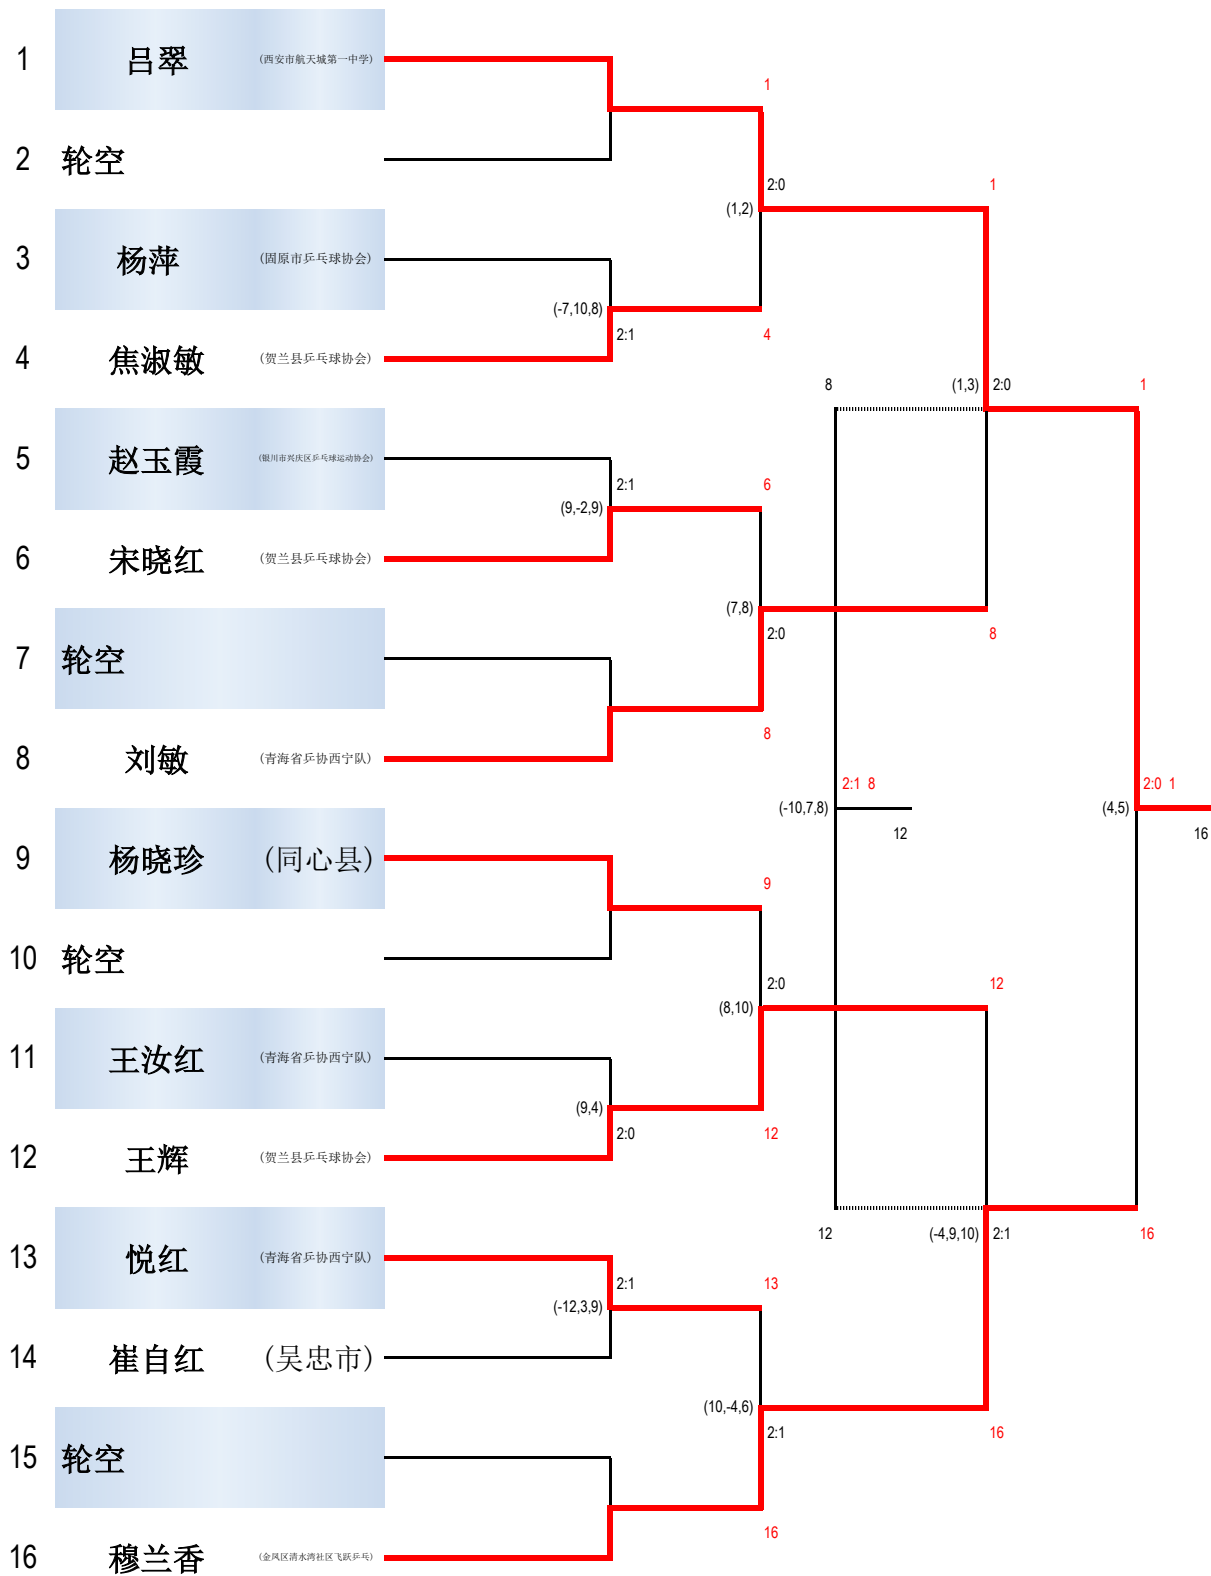 1 吕翠 (西安市航天城第一中学)
1
2 轮空
2:0 1
(1,2)
3 杨萍 (固原市乒乓球协会)
(-7,10,8)
2:1 4
4 焦淑敏 (贺兰县乒乓球协会)
8 (1,3) 2:0 1
5 赵玉霞 (银川市兴庆区乒乓球运动协会)
2:1 6
(9,-2,9)
6 宋晓红 (贺兰县乒乓球协会)
(7,8)
2:0 8
7 轮空
8
8 刘敏 (青海省乒协西宁队)
2:1 8 2:0 1
(-10,7,8) (4,5)
12 16
9 杨晓珍 (同心县)
9
10 轮空
2:0 12
(8,10)
11 王汝红 (青海省乒协西宁队)
(9,4)
2:0 12
12 王辉 (贺兰县乒乓球协会)
12 (-4,9,10) 2:1 16
13 悦红 (青海省乒协西宁队)
2:1 13
(-12,3,9)
14 崔自红 (吴忠市)
(10,-4,6)
2:1 16
15 轮空
16
16 穆兰香 (金凤区清水湾社区飞跃乒乓)